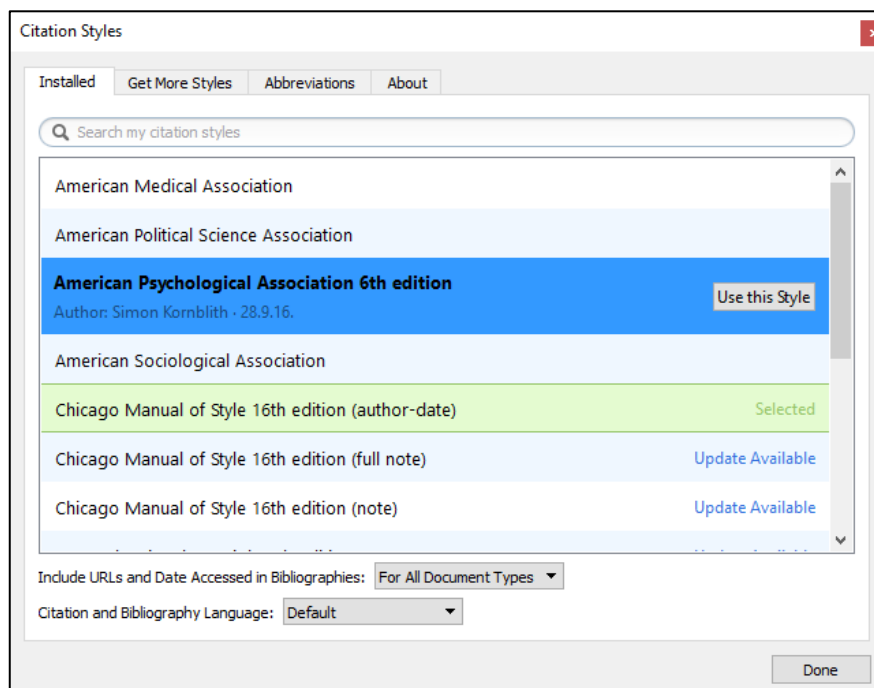 Citation Styles
Installed Get More Styles Abbreviations About
Search my citation styles
American Medical Association
American Political Science Association
American Psychological Association 6th edition
Author: Simon Kornblith · 28.9.16.
Use this Style
American Sociological Association
Chicago Manual of Style 16th edition (author-date) Selected
Chicago Manual of Style 16th edition (full note) Update Available
Chicago Manual of Style 16th edition (note) Update Available
Include URLs and Date Accessed in Bibliographies: For All Document Types
Citation and Bibliography Language: Default
Done